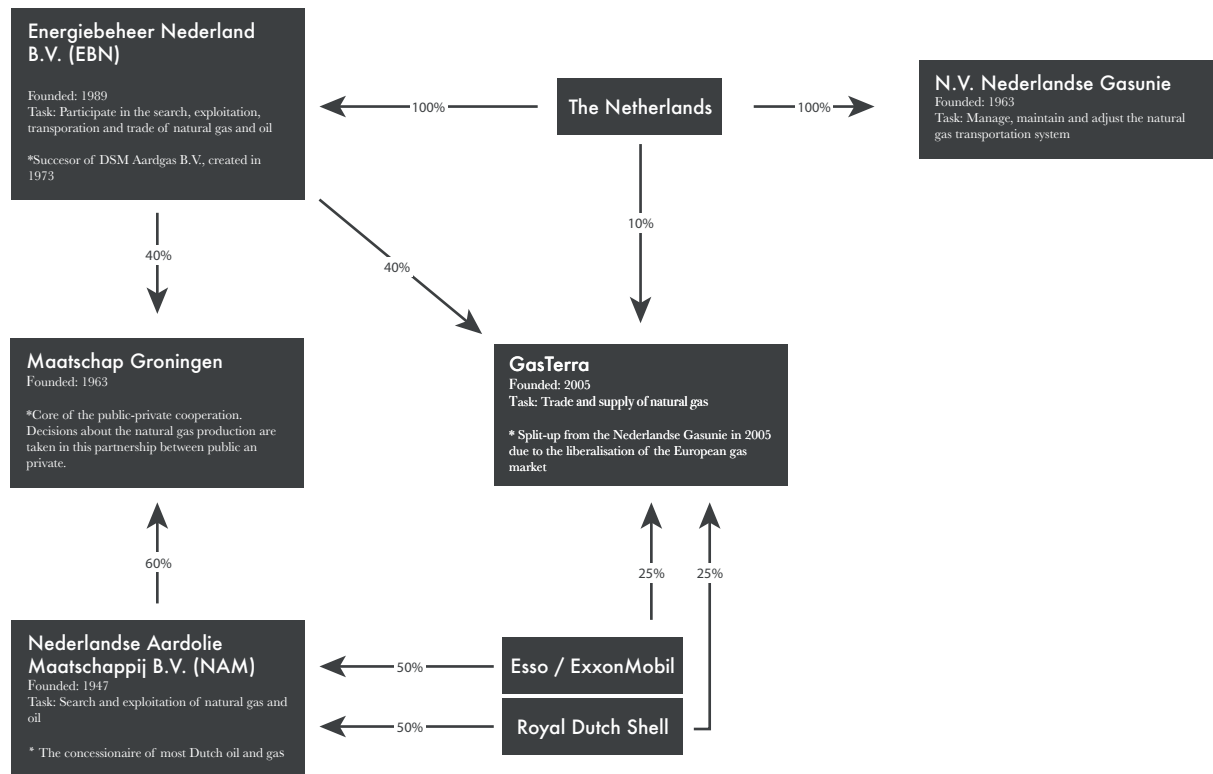 Energiebeheer Nederland
B.V. (EBN)
Founded: 1989
Task: Participate in the search, exploitation,
transporation and trade of natural gas and oil
*Succesor of DSM Aardgas B.V., created in
1973
100%
The Netherlands
100%
N.V. Nederlandse Gasunie
Founded: 1963
Task: Manage, maintain and adjust the natural
gas transportation system
40%
40%
10%
Maatschap Groningen
Founded: 1963
*Core of the public-private cooperation.
Decisions about the natural gas production are
taken in this partnership between public an
private.
GasTerra
Founded: 2005
Task: Trade and supply of natural gas
* Split-up from the Nederlandse Gasunie in 2005
due to the liberalisation of the European gas
market
60%
25%
25%
Nederlandse Aardolie
Maatschappij B.V. (NAM)
Founded: 1947
Task: Search and exploitation of natural gas and
oil
* The concessionaire of most Dutch oil and gas
50%
Esso / ExxonMobil
50%
Royal Dutch Shell